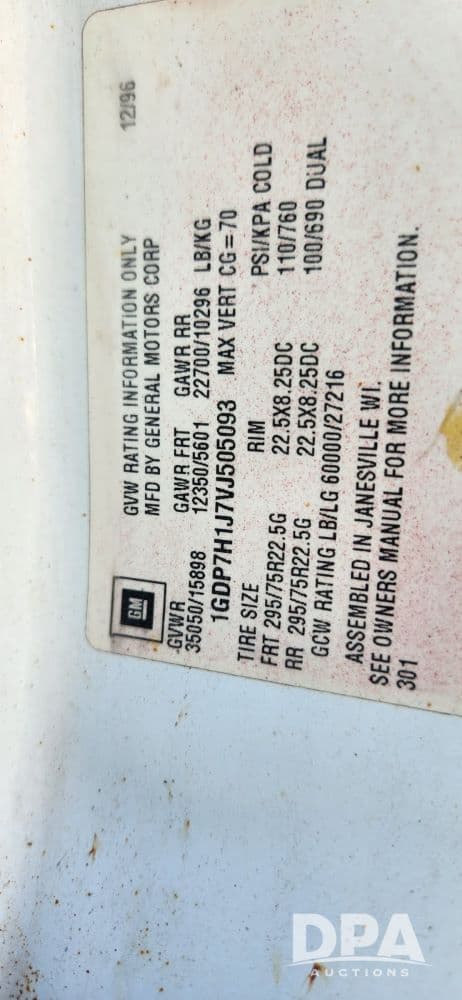 GVW RATING INFORMATION ONLY 12/96
MFD BY GENERAL MOTORS CORP
GM
GVWR GAWR FRT GAWR RR
35050/15898 12350/5601 22700/10296 LB/KG
1GDP7H1J7VJ505093 MAX VERT CG=70
TIRE SIZE RIM PSI/KPA COLD
FRT 295/75R22.5G 22.5X8.25DC 110/760
RR 295/75R22.5G 22.5X8.25DC 100/690 DUAL
GCW RATING LB/LG 60000/27216
ASSEMBLED IN JANESVILLE WI.
SEE OWNERS MANUAL FOR MORE INFORMATION.
301
DPA
AUCTIONS